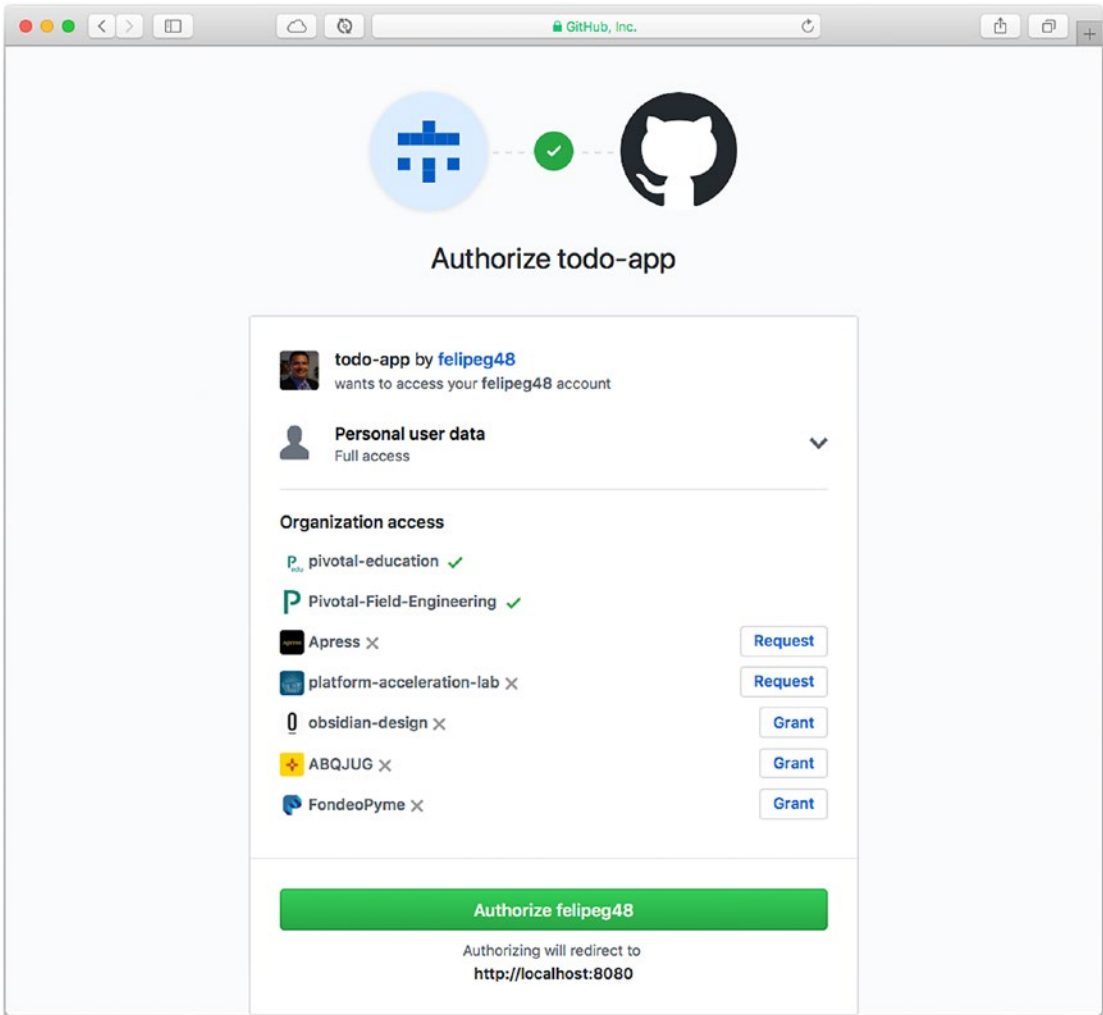 GitHub, Inc.
Authorize todo-app
todo-app by felipeg48
wants to access your felipeg48 account
Personal user data
Full access
Organization access
P edu pivotal-education
P Pivotal-Field-Engineering
apress Apress
Request
platform-acceleration-lab
Request
obsidian-design
Grant
ABQJUG
Grant
FondeoPyme
Grant
Authorize felipeg48
Authorizing will redirect to
http://localhost:8080